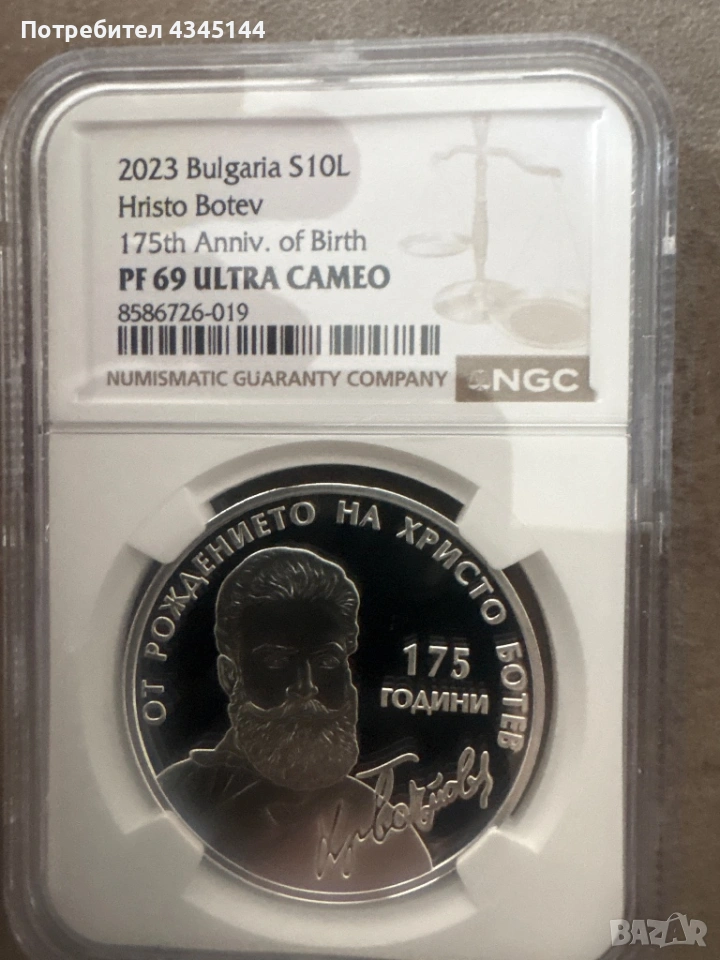 Потребител 4345144
2023 Bulgaria S10L
Hristo Botev
175th Anniv. of Birth
PF 69 ULTRA CAMEO
8586726-019
NUMISMATIC GUARANTY COMPANY
NGC
ОТ РОЖДЕНИЕТО НА ХРИСТО БОТЕВ
175
ГОДИНИ
BAZAR